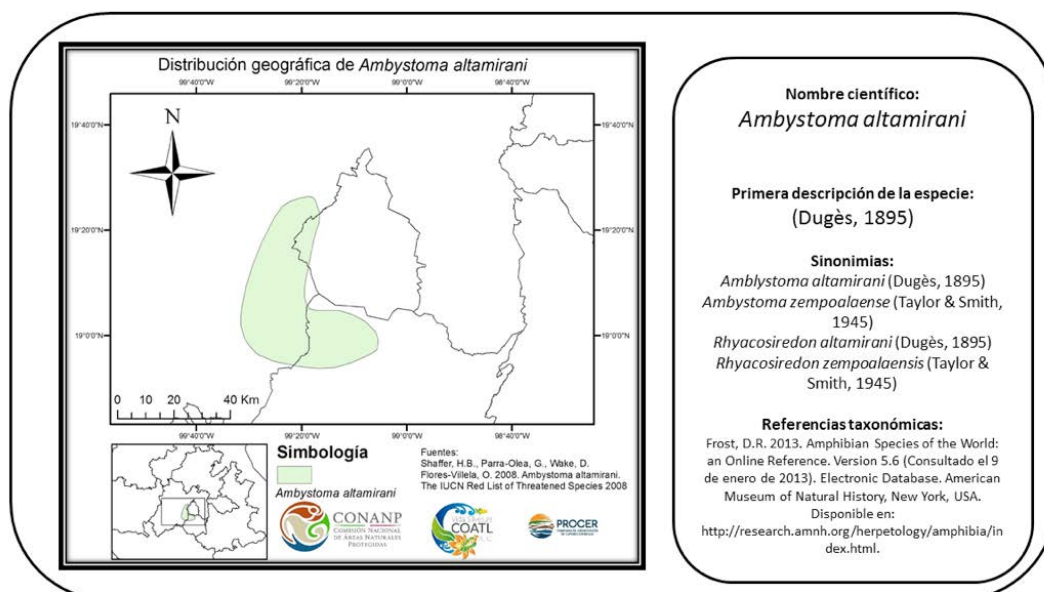 Distribución geográfica de Ambystoma altamirani
99°40'0"W 99°20'0"W 99°0'0"W 98°40'0"W
N
19°40'0"N 19°40'0"N
19°20'0"N 19°20'0"N
19°0'0"N 19°0'0"N
0 5 10 20 30 40 Km
99°40'0"W 99°20'0"W 99°0'0"W 98°40'0"W
Simbología
Ambystoma altamirani
Fuentes:
Shaffer, H.B., Parra-Olea, G., Wake, D.
Flores-Villela, O. 2008. Ambystoma altamirani.
The IUCN Red List of Threatened Species 2008
CONANP
COMISIÓN NACIONAL
DE ÁREAS NATURALES
PROTEGIDAS
COATL
PROCER
Nombre científico:
Ambystoma altamirani
Primera descripción de la especie:
(Dugès, 1895)
Sinonimias:
Amblystoma altamirani (Dugès, 1895)
Ambystoma zempoalaense (Taylor & Smith,
1945)
Rhyacosiredon altamirani (Dugès, 1895)
Rhyacosiredon zempoalaensis (Taylor &
Smith, 1945)
Referencias taxonómicas:
Frost, D.R. 2013. Amphibian Species of the World:
an Online Reference. Version 5.6 (Consultado el 9
de enero de 2013). Electronic Database. American
Museum of Natural History, New York, USA.
Disponible en:
http://research.amnh.org/herpetology/amphibia/in
dex.html.